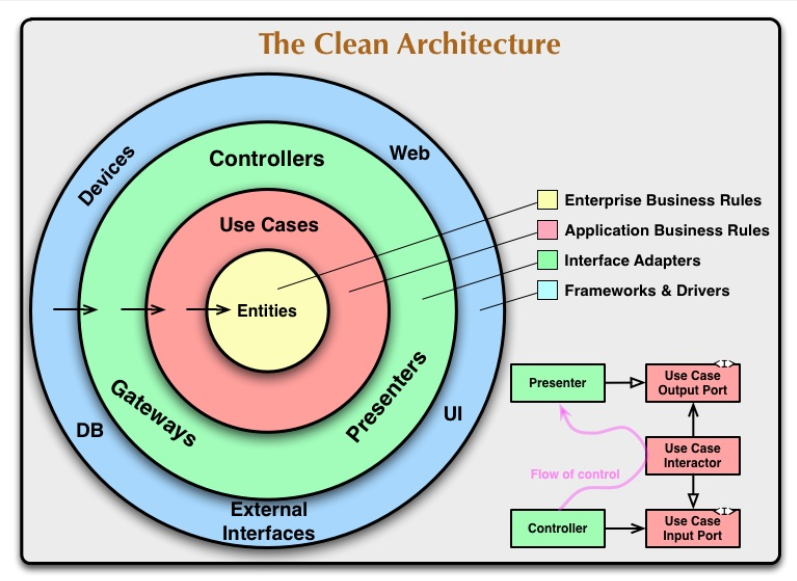 The Clean Architecture
Devices
Web
Controllers
Use Cases
Entities
Gateways
Presenters
DB
UI
External
Interfaces
Enterprise Business Rules
Application Business Rules
Interface Adapters
Frameworks & Drivers
Presenter
<I>
Use Case
Output Port
Use Case
Interactor
Flow of control
Controller
<I>
Use Case
Input Port